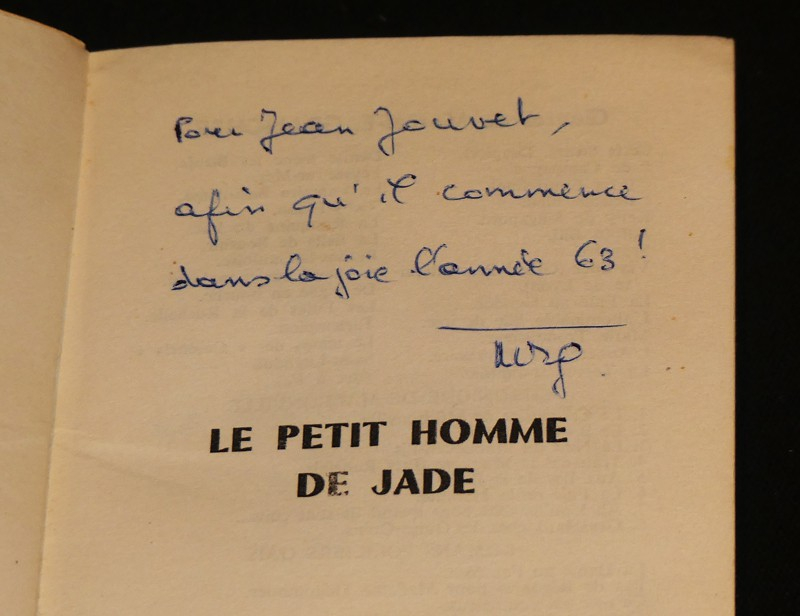 Pour Jean Jouvet,
afin qu'il commence
dans la joie l'année 63 !
LE PETIT HOMME
DE JADE